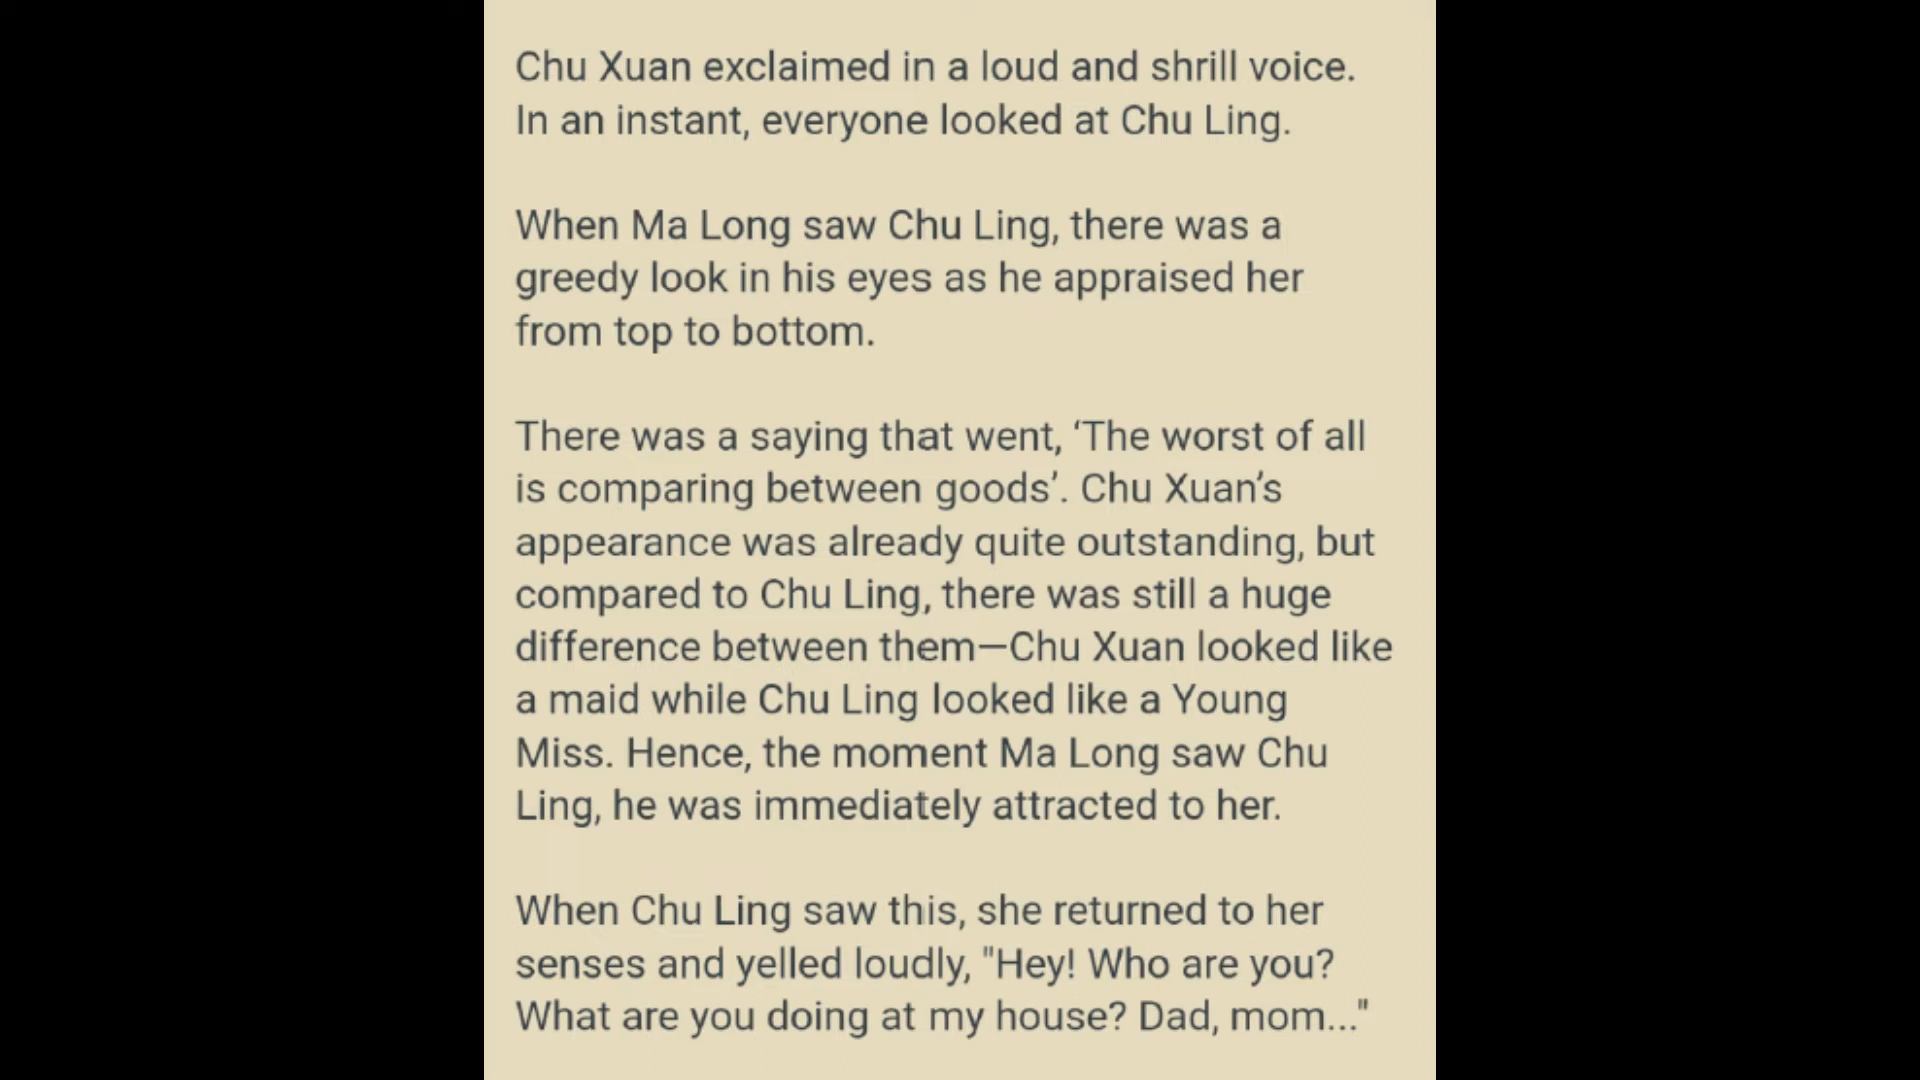 Chu Xuan exclaimed in a loud and shrill voice.
In an instant, everyone looked at Chu Ling.
When Ma Long saw Chu Ling, there was a
greedy look in his eyes as he appraised her
from top to bottom.
There was a saying that went, ‘The worst of all
is comparing between goods’. Chu Xuan’s
appearance was already quite outstanding, but
compared to Chu Ling, there was still a huge
difference between them—Chu Xuan looked like
a maid while Chu Ling looked like a Young
Miss. Hence, the moment Ma Long saw Chu
Ling, he was immediately attracted to her.
When Chu Ling saw this, she returned to her
senses and yelled loudly, "Hey! Who are you?
What are you doing at my house? Dad, mom..."